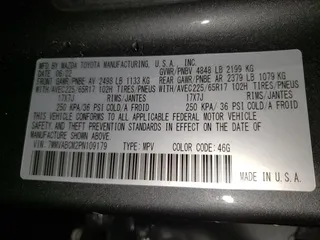 MFD. BY MAZDA TOYOTA MANUFACTURING, U.S.A. INC.
DATE GVWR/PNBV 4848 LB 2199 KG
FRONT GAWR-PNBE-AV 2498 LB 1133 KG REAR GAWR-PNBE-AR 2379 LB 1079 KG
WITH/AVEC225/65R17 102H TIRES/PNEUS WITH/AVEC225/65R17 102H TIRES/PNEUS
17X7J RIMS/JANTES 17X7J RIMS/JANTES
250 KPA/36 PSI COLD/A FROID 250 KPA/36 PSI COLD/A FROID
THIS VEHICLE CONFORMS TO ALL APPLICABLE FEDERAL MOTOR VEHICLE
SAFETY AND THEFT PREVENTION STANDARDS IN EFFECT ON THE DATE OF
MANUFACTURE SHOWN ABOVE.
VIN: 7MMVABCM2PN109179 TYPE: MPV COLOR CODE: 46G
MADE IN U.S.A.